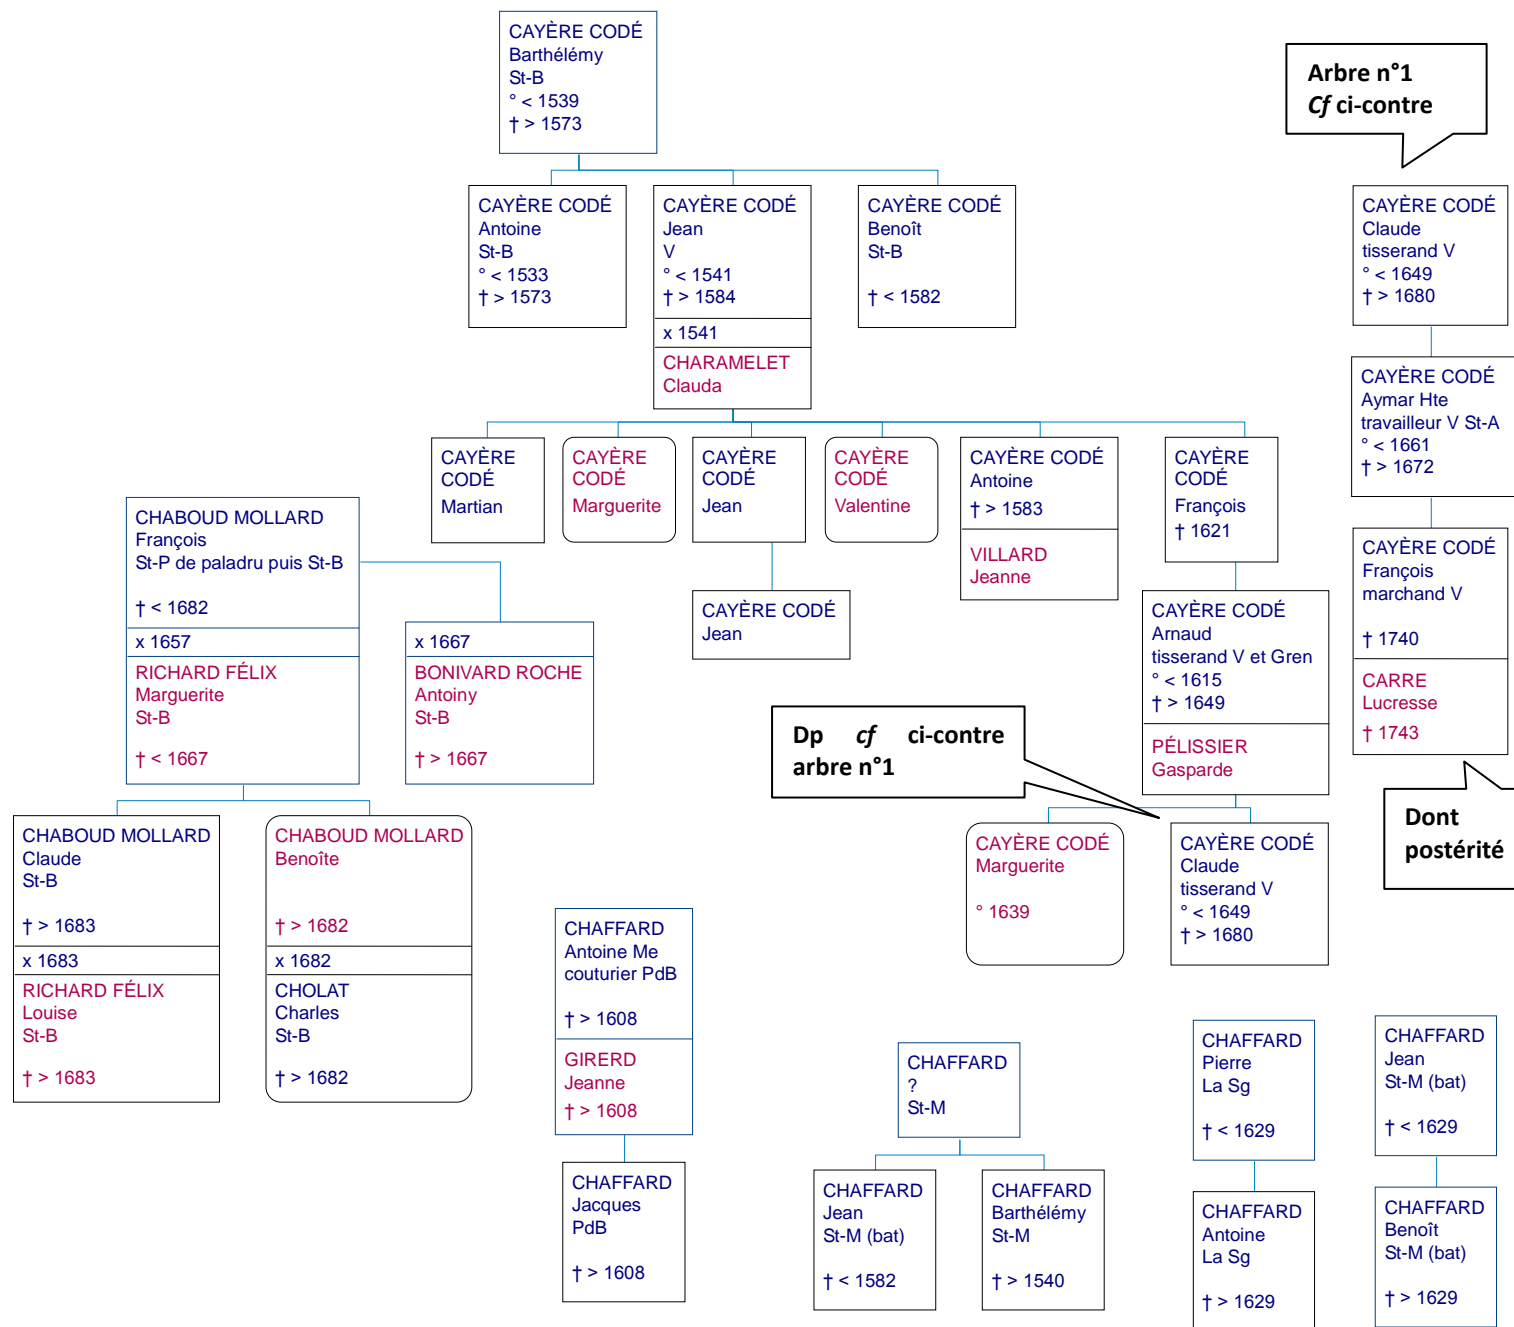 CAYÈRE CODÉ
Barthélémy
St-B
° < 1539
† > 1573
Arbre n°1
Cf ci-contre
CAYÈRE CODÉ
Antoine
St-B
° < 1533
† > 1573
CAYÈRE CODÉ
Jean
V
° < 1541
† > 1584
x 1541
CHARAMELET
Clauda
CAYÈRE CODÉ
Benoît
St-B
† < 1582
CAYÈRE CODÉ
Claude
tisserand V
° < 1649
† > 1680
CAYÈRE CODÉ
Aymar Hte
travailleur V St-A
° < 1661
† > 1672
CAYÈRE CODÉ
François
marchand V
† 1740
CARRE
Lucresse
† 1743
Dont
postérité
CAYÈRE
CODÉ
Martian
CAYÈRE
CODÉ
Marguerite
CAYÈRE
CODÉ
Jean
CAYÈRE
CODÉ
Valentine
CAYÈRE CODÉ
Antoine
† > 1583
VILLARD
Jeanne
CAYÈRE
CODÉ
François
† 1621
CAYÈRE CODÉ
Jean
CAYÈRE CODÉ
Arnaud
tisserand V et Gren
° < 1615
† > 1649
PÉLISSIER
Gasparde
Dp cf ci-contre
arbre n°1
CAYÈRE CODÉ
Marguerite
° 1639
CAYÈRE CODÉ
Claude
tisserand V
° < 1649
† > 1680
CHABOUD MOLLARD
François
St-P de paladru puis St-B
† < 1682
x 1657
RICHARD FÉLIX
Marguerite
St-B
† < 1667
x 1667
BONIVARD ROCHE
Antoiny
St-B
† > 1667
CHABOUD MOLLARD
Claude
St-B
† > 1683
x 1683
RICHARD FÉLIX
Louise
St-B
† > 1683
CHABOUD MOLLARD
Benoîte
† > 1682
x 1682
CHOLAT
Charles
St-B
† > 1682
CHAFFARD
Antoine Me
couturier PdB
† > 1608
GIRERD
Jeanne
† > 1608
CHAFFARD
Jacques
PdB
† > 1608
CHAFFARD
?
St-M
CHAFFARD
Jean
St-M (bat)
† < 1582
CHAFFARD
Barthélémy
St-M
† > 1540
CHAFFARD
Pierre
La Sg
† < 1629
CHAFFARD
Antoine
La Sg
† > 1629
CHAFFARD
Jean
St-M (bat)
† < 1629
CHAFFARD
Benoît
St-M (bat)
† > 1629